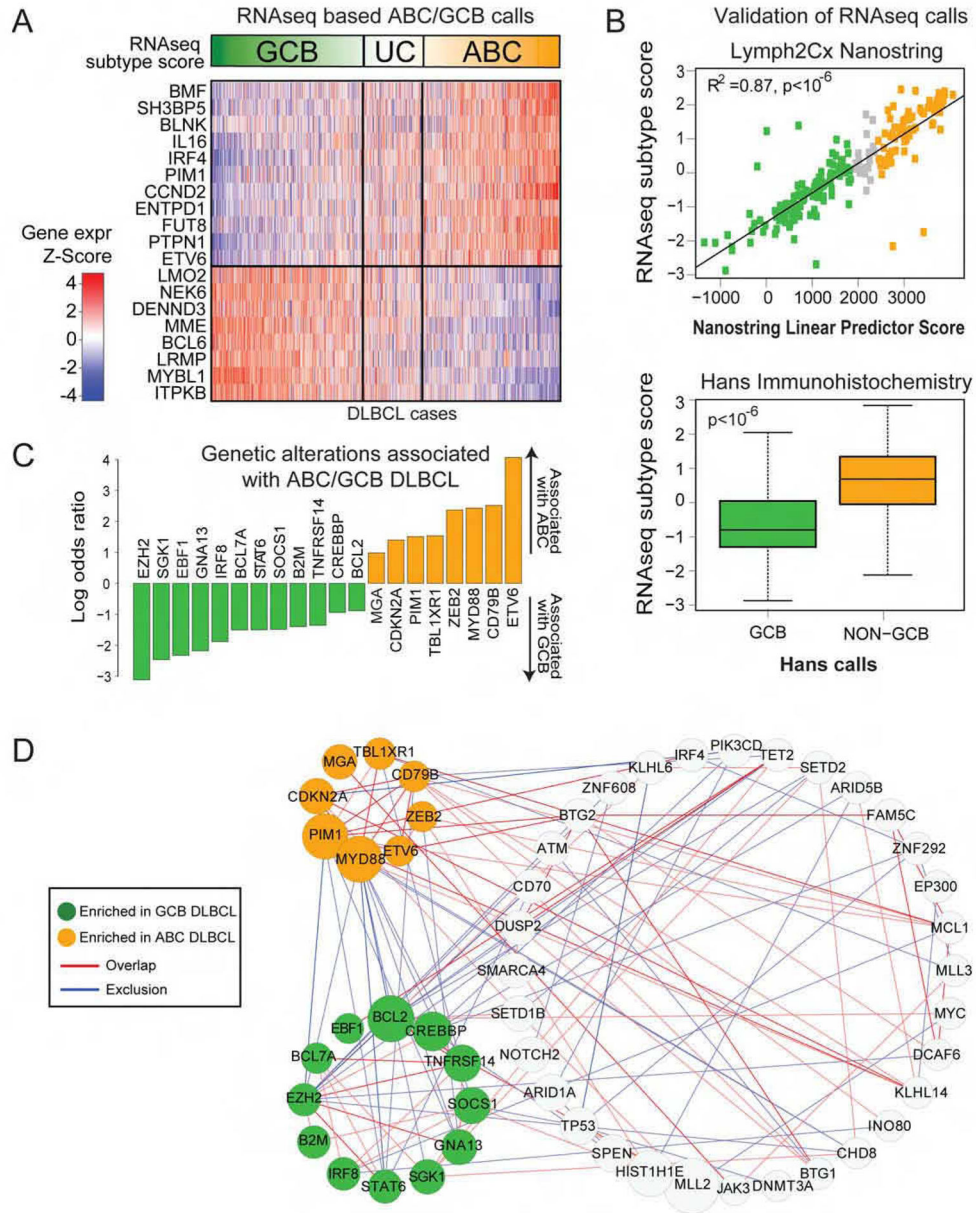 A
RNAseq based ABC/GCB calls
RNAseq
subtype score
GCB
UC
ABC
BMF
SH3BP5
BLNK
IL16
IRF4
PIM1
CCND2
ENTPD1
FUT8
PTPN1
ETV6
LMO2
NEK6
DENND3
MME
BCL6
LRMP
MYBL1
ITPKB
Gene expr
Z-Score
4
2
0
-2
-4
DLBCL cases
B
Validation of RNAseq calls
Lymph2Cx Nanostring
R² =0.87, p<10⁻⁶
RNAseq subtype score
3
2
1
0
-1
-2
-3
-1000 0 1000 2000 3000
Nanostring Linear Predictor Score
Hans Immunohistochemistry
p<10⁻⁶
RNAseq subtype score
3
2
1
0
-1
-2
-3
GCB
NON-GCB
Hans calls
C
Genetic alterations associated
with ABC/GCB DLBCL
Log odds ratio
4
3
2
1
0
-1
-2
-3
EZH2
SGK1
EBF1
GNA13
IRF8
BCL7A
STAT6
SOCS1
B2M
TNFRSF14
CREBBP
BCL2
MGA
CDKN2A
PIM1
TBL1XR1
ZEB2
MYD88
CD79B
ETV6
Associated
with ABC
Associated
with GCB
D
Enriched in GCB DLBCL
Enriched in ABC DLBCL
Overlap
Exclusion
TBL1XR1
MGA
CD79B
CDKN2A
ZEB2
PIM1
MYD88
ETV6
BCL2
EBF1
CREBBP
BCL7A
TNFRSF14
EZH2
SOCS1
B2M
GNA13
IRF8
STAT6
SGK1
PIK3CD
IRF4
TET2
KLHL6
SETD2
ZNF608
ARID5B
BTG2
FAM5C
ATM
ZNF292
CD70
EP300
DUSP2
MCL1
SMARCA4
MLL3
SETD1B
MYC
NOTCH2
DCAF6
ARID1A
KLHL14
TP53
INO80
SPEN
CHD8
HIST1H1E
BTG1
MLL2
JAK3
DNMT3A